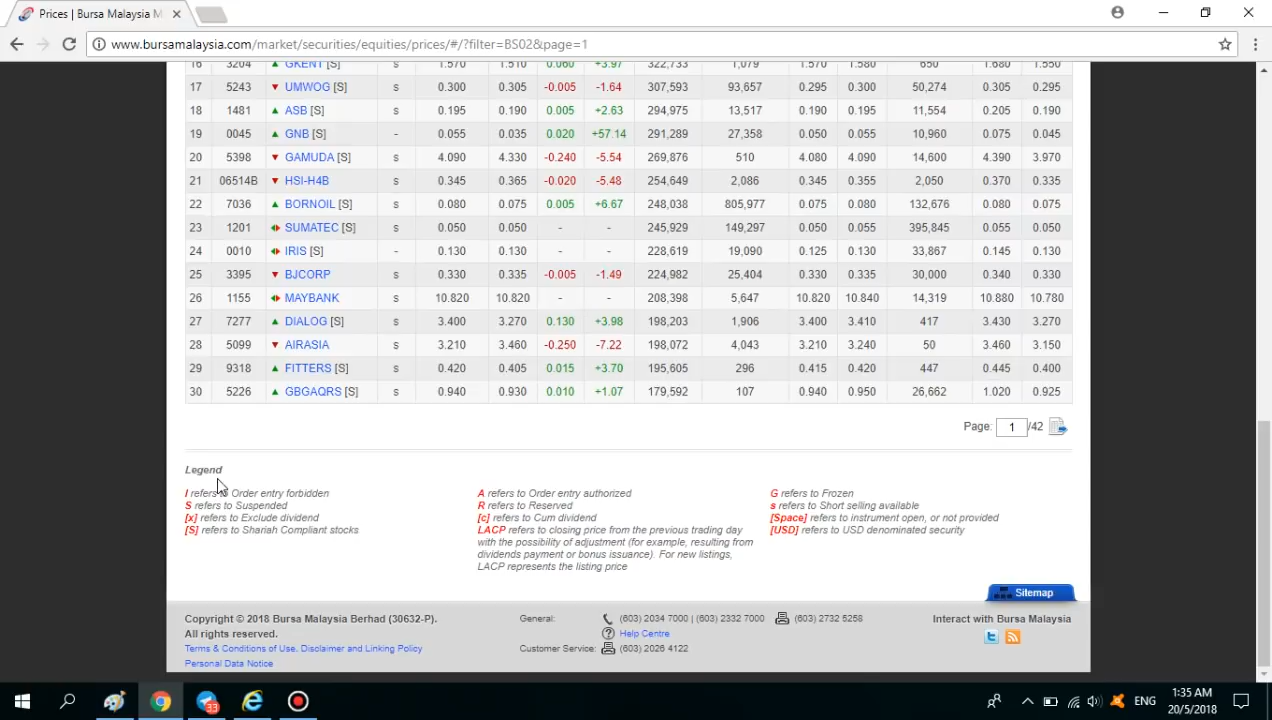 Prices | Bursa Malaysia M
www.bursamalaysia.com/market/securities/equities/prices/#/?filter=BS02&page=1
16 3204 GKENT [S] s 1.570 1.510 0.060 +3.97 322,733 1,079 1.570 1.580 650 1.680 1.550
17 5243 UMWOG [S] s 0.300 0.305 -0.005 -1.64 307,593 93,657 0.295 0.300 50,274 0.305 0.295
18 1481 ASB [S] s 0.195 0.190 0.005 +2.63 294,975 13,517 0.190 0.195 11,554 0.205 0.190
19 0045 GNB [S] - 0.055 0.035 0.020 +57.14 291,289 27,358 0.050 0.055 10,960 0.075 0.045
20 5398 GAMUDA [S] s 4.090 4.330 -0.240 -5.54 269,876 510 4.080 4.090 14,600 4.390 3.970
21 06514B HSI-H4B s 0.345 0.365 -0.020 -5.48 254,649 2,086 0.345 0.355 2,050 0.370 0.335
22 7036 BORNOIL [S] s 0.080 0.075 0.005 +6.67 248,038 805,977 0.075 0.080 132,676 0.080 0.075
23 1201 SUMATEC [S] s 0.050 0.050 - - 245,929 149,297 0.050 0.055 395,845 0.055 0.050
24 0010 IRIS [S] - 0.130 0.130 - - 228,619 19,090 0.125 0.130 33,867 0.145 0.130
25 3395 BJCORP s 0.330 0.335 -0.005 -1.49 224,982 25,404 0.330 0.335 30,000 0.340 0.330
26 1155 MAYBANK s 10.820 10.820 - - 208,398 5,647 10.820 10.840 14,319 10.880 10.780
27 7277 DIALOG [S] s 3.400 3.270 0.130 +3.98 198,203 1,906 3.400 3.410 417 3.430 3.270
28 5099 AIRASIA s 3.210 3.460 -0.250 -7.22 198,072 4,043 3.210 3.240 50 3.460 3.150
29 9318 FITTERS [S] s 0.420 0.405 0.015 +3.70 195,605 296 0.415 0.420 447 0.445 0.400
30 5226 GBGAQRS [S] s 0.940 0.930 0.010 +1.07 179,592 107 0.940 0.950 26,662 1.020 0.925
Page: 1 /42
Legend
I refers to Order entry forbidden
S refers to Suspended
[x] refers to Exclude dividend
[S] refers to Shariah Compliant stocks
A refers to Order entry authorized
R refers to Reserved
[c] refers to Cum dividend
LACP refers to closing price from the previous trading day
with the possibility of adjustment (for example, resulting from
dividends payment or bonus issuance). For new listings,
LACP represents the listing price
G refers to Frozen
s refers to Short selling available
[Space] refers to instrument open, or not provided
[USD] refers to USD denominated security
Sitemap
Copyright © 2018 Bursa Malaysia Berhad (30632-P).
All rights reserved.
Terms & Conditions of Use. Disclaimer and Linking Policy
Personal Data Notice
General: (603) 2034 7000 | (603) 2332 7000 (603) 2732 5258
Help Centre
Customer Service: (603) 2026 4122
Interact with Bursa Malaysia
33
ENG
1:35 AM
20/5/2018